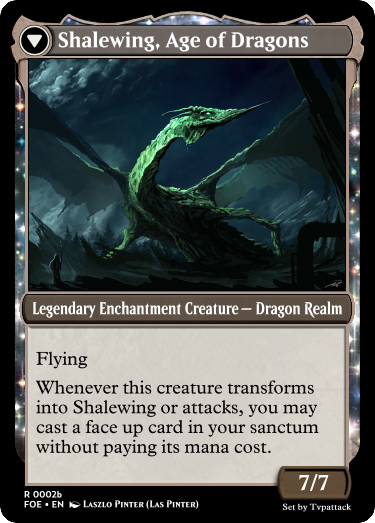 Shalewing, Age of Dragons
Legendary Enchantment Creature — Dragon Realm
Flying
Whenever this creature transforms
into Shalewing or attacks, you may
cast a face up card in your sanctum
without paying its mana cost.
7/7
R 0002b
FOE • EN Laszlo Pinter (Las Pinter)
Set by Tvpattack